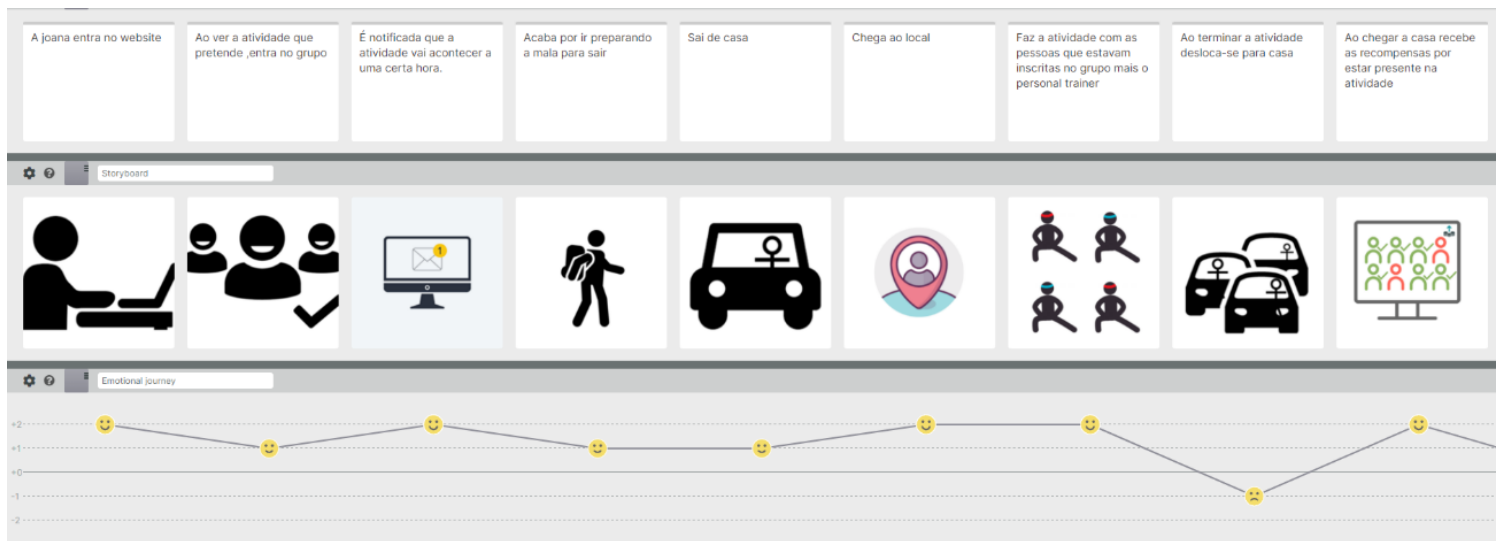 A joana entra no website
Ao ver a atividade que
pretende ,entra no grupo
É notificada que a
atividade vai acontecer a
uma certa hora.
Acaba por ir preparando
a mala para sair
Sai de casa
Chega ao local
Faz a atividade com as
pessoas que estavam
inscritas no grupo mais o
personal trainer
Ao terminar a atividade
desloca-se para casa
Ao chegar a casa recebe
as recompensas por
estar presente na
atividade
Storyboard
1
Emotional journey
+2
+1
+0
-1
-2